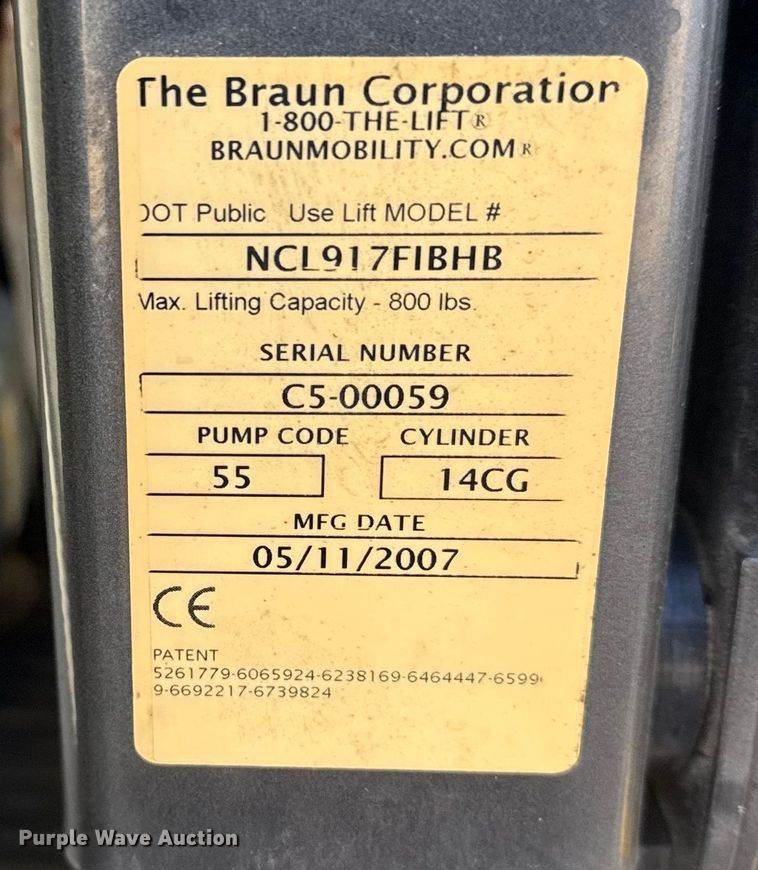 The Braun Corporation
1-800-THE-LIFT®
BRAUNMOBILITY.COM®
DOT Public Use Lift MODEL #
NCL917FIBHB
Max. Lifting Capacity - 800 lbs.
SERIAL NUMBER
C5-00059
PUMP CODE CYLINDER
55 14CG
MFG DATE
05/11/2007
CE
PATENT
5261779-6065924-6238169-6464447-6599
9-6692217-6739824
Purple Wave Auction